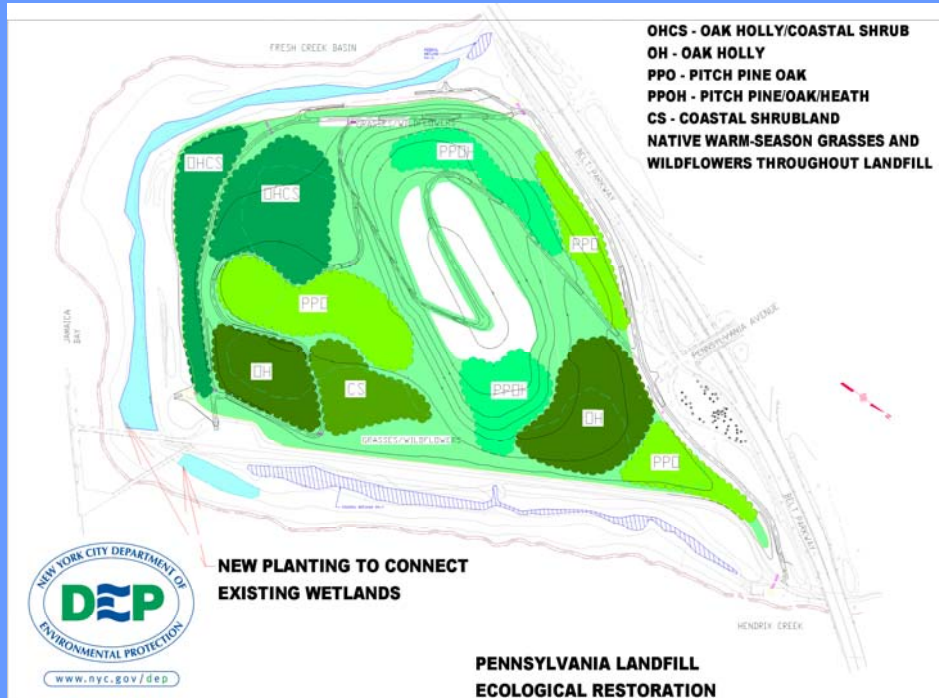 OHCS - OAK HOLLY/COASTAL SHRUB
OH - OAK HOLLY
PPO - PITCH PINE OAK
PPOH - PITCH PINE/OAK/HEATH
CS - COASTAL SHRUBLAND
NATIVE WARM-SEASON GRASSES AND
WILDFLOWERS THROUGHOUT LANDFILL
FRESH CREEK BASIN
GRASSES/WILDFLOWERS
OHCS
OHCS
PPOH
BELT PARKWAY
PPO
PPO
PENNSYLVANIA AVENUE
JAMAICA
BAY
OH
CS
PPOH
OH
GRASSES/WILDFLOWERS
PPO
BELT PARKWAY
NEW PLANTING TO CONNECT
EXISTING WETLANDS
NEW YORK CITY DEPARTMENT OF
DEP
ENVIRONMENTAL PROTECTION
www.nyc.gov/dep
HENDRIX CREEK
PENNSYLVANIA LANDFILL
ECOLOGICAL RESTORATION